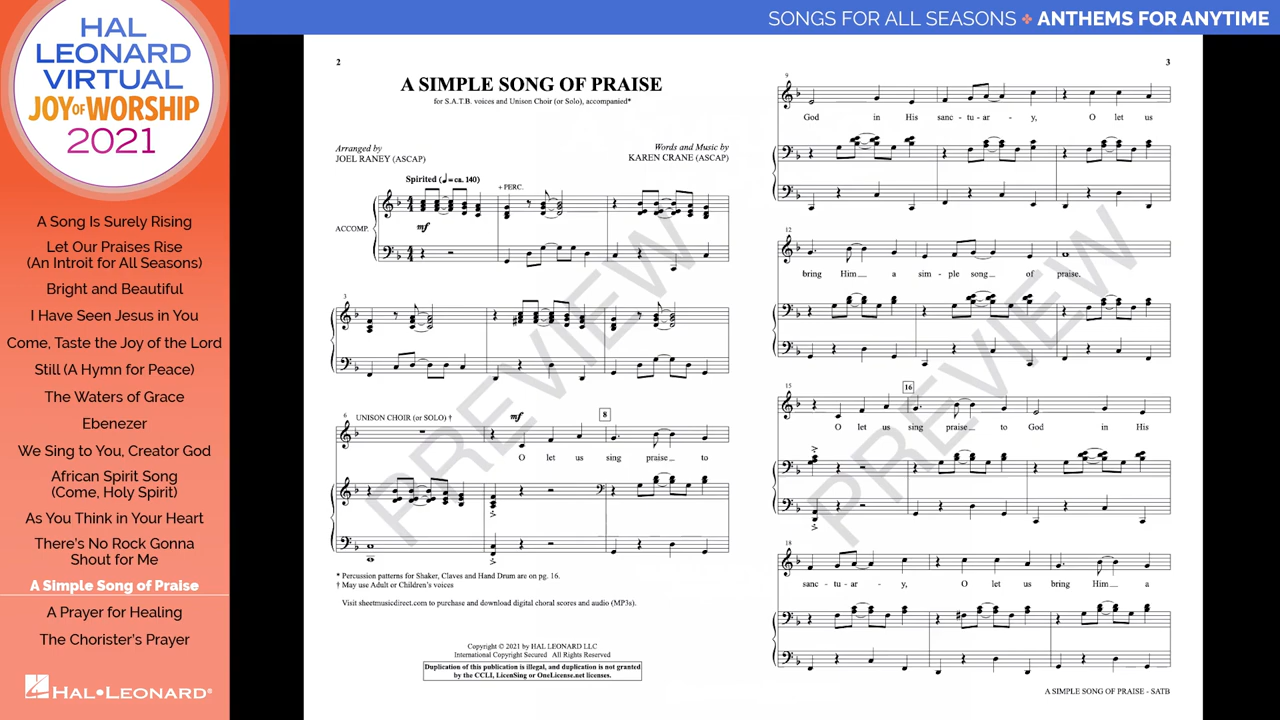 HAL
LEONARD
VIRTUAL
JOY OF WORSHIP
2021
A Song Is Surely Rising
Let Our Praises Rise
(An Introit for All Seasons)
Bright and Beautiful
I Have Seen Jesus in You
Come, Taste the Joy of the Lord
Still (A Hymn for Peace)
The Waters of Grace
Ebenezer
We Sing to You, Creator God
African Spirit Song
(Come, Holy Spirit)
As You Think in Your Heart
There's No Rock Gonna
Shout for Me
A Simple Song of Praise
A Prayer for Healing
The Chorister's Prayer
HAL•LEONARD®
SONGS FOR ALL SEASONS ✤ ANTHEMS FOR ANYTIME
2
A SIMPLE SONG OF PRAISE
for S.A.T.B. voices and Unison Choir (or Solo), accompanied*
Arranged by
JOEL RANEY (ASCAP)
Words and Music by
KAREN CRANE (ASCAP)
Spirited (♩ = ca. 140)
+ PERC.
ACCOMP.
mf
3
6 UNISON CHOIR (or SOLO) † mf 8
O let us sing praise_ to
* Percussion patterns for Shaker, Claves and Hand Drum are on pg. 16.
† May use Adult or Children's voices
Visit sheetmusicdirect.com to purchase and download digital choral scores and audio (MP3s).
Copyright © 2021 by HAL LEONARD LLC
International Copyright Secured All Rights Reserved
Duplication of this publication is illegal, and duplication is not granted
by the CCLI, LicenSing or OneLicense.net licenses.
PREVIEW
3
9
God in His sanc - tu - ar - y, O let us
12
bring Him_ a sim - ple song_ of praise.
15 16
O let us sing praise_ to God in His
18
sanc - tu - ar - y, O let us bring Him_ a
A SIMPLE SONG OF PRAISE - SATB
PREVIEW